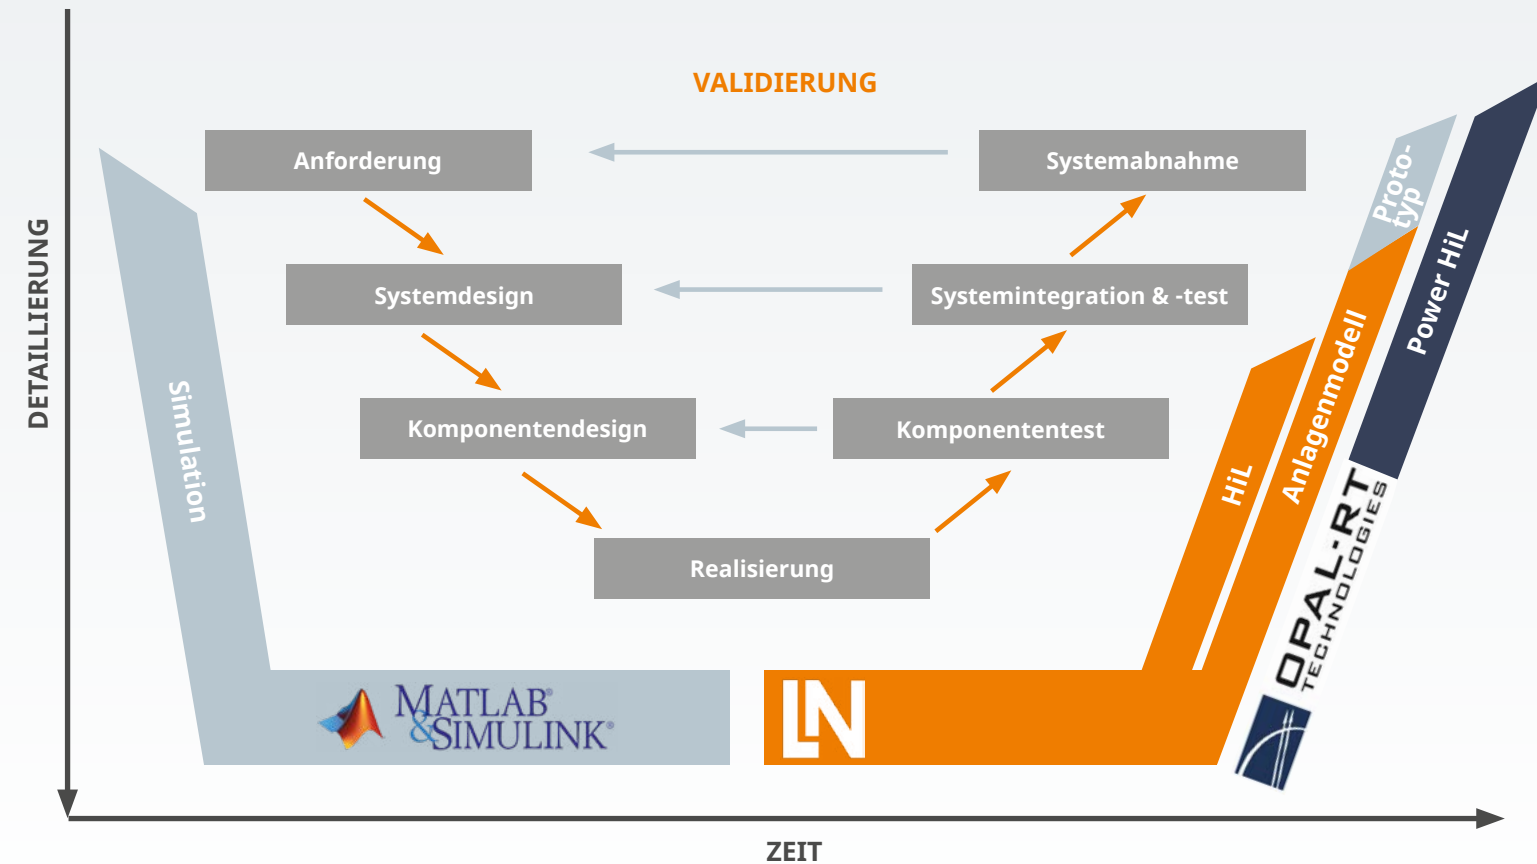 VALIDIERUNG
Anforderung
Systemabnahme
Systemdesign
Systemintegration & -test
Komponentendesign
Komponententest
Realisierung
DETAILLIERUNG
Simulation
MATLAB®
&SIMULINK®
LN
HiL
Anlagenmodell
Proto-
typ
Power HiL
OPAL-RT
TECHNOLOGIES
ZEIT